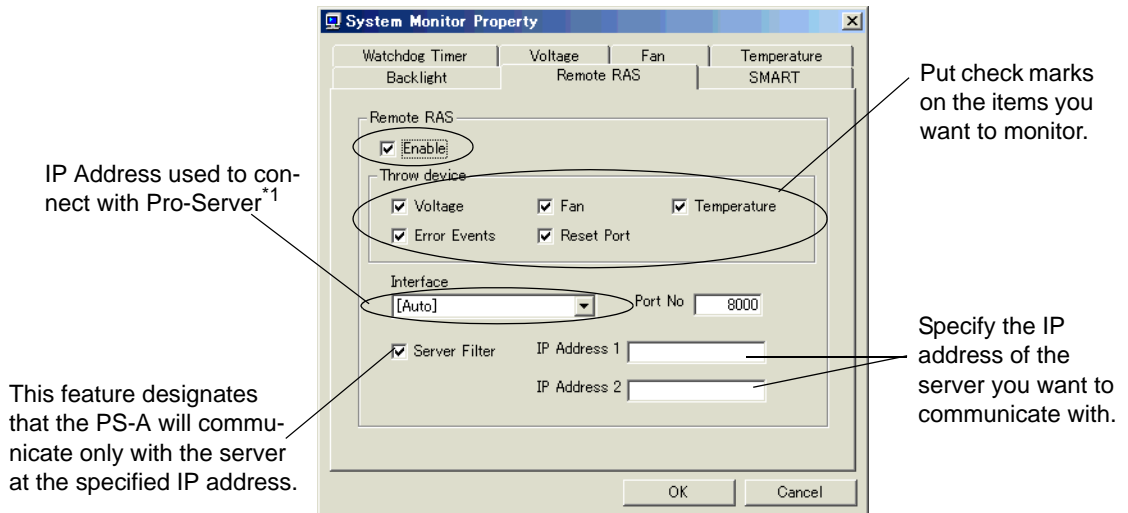 System Monitor Property
Watchdog Timer Voltage Fan Temperature
Backlight Remote RAS SMART
Remote RAS
Enable
Throw device
Voltage Fan Temperature
Error Events Reset Port
Interface
[Auto] Port No 8000
Server Filter IP Address 1
IP Address 2
OK Cancel
IP Address used to con-
nect with Pro-Server*1
This feature designates
that the PS-A will commu-
nicate only with the server
at the specified IP address.
Put check marks
on the items you
want to monitor.
Specify the IP
address of the
server you want to
communicate with.